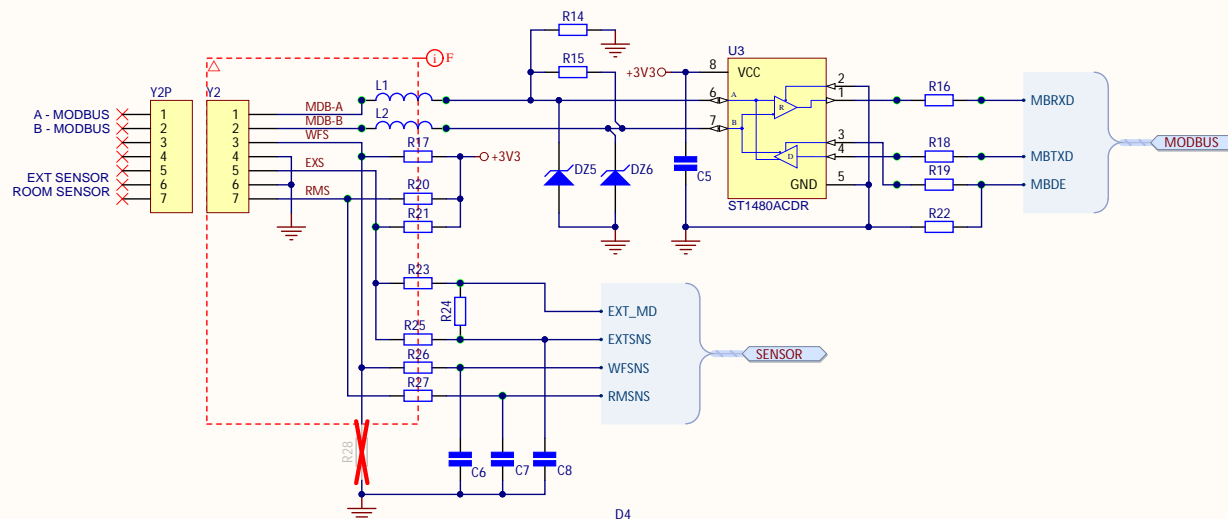 R14
i F
R15
U3
+3V3
8 VCC
Y2P
Y2
L1
6 A
R
2
1
R16
MBRXD
A - MODBUS
1
1
MDB-A
B - MODBUS
2
2
MDB-B
L2
7 B
3
WFS
3
3
R17
+3V3
D
4
R18
MBTXD
MODBUS
4
4
5
5
EXS
DZ5
DZ6
C5
GND 5
R19
MBDE
EXT SENSOR
6
6
R20
ROOM SENSOR
7
7
RMS
ST1480ACDR
R21
R22
R23
R24
EXT_MD
R25
EXTSNS
SENSOR
R26
WFSNS
R27
RMSNS
R28
C6
C7
C8
D4